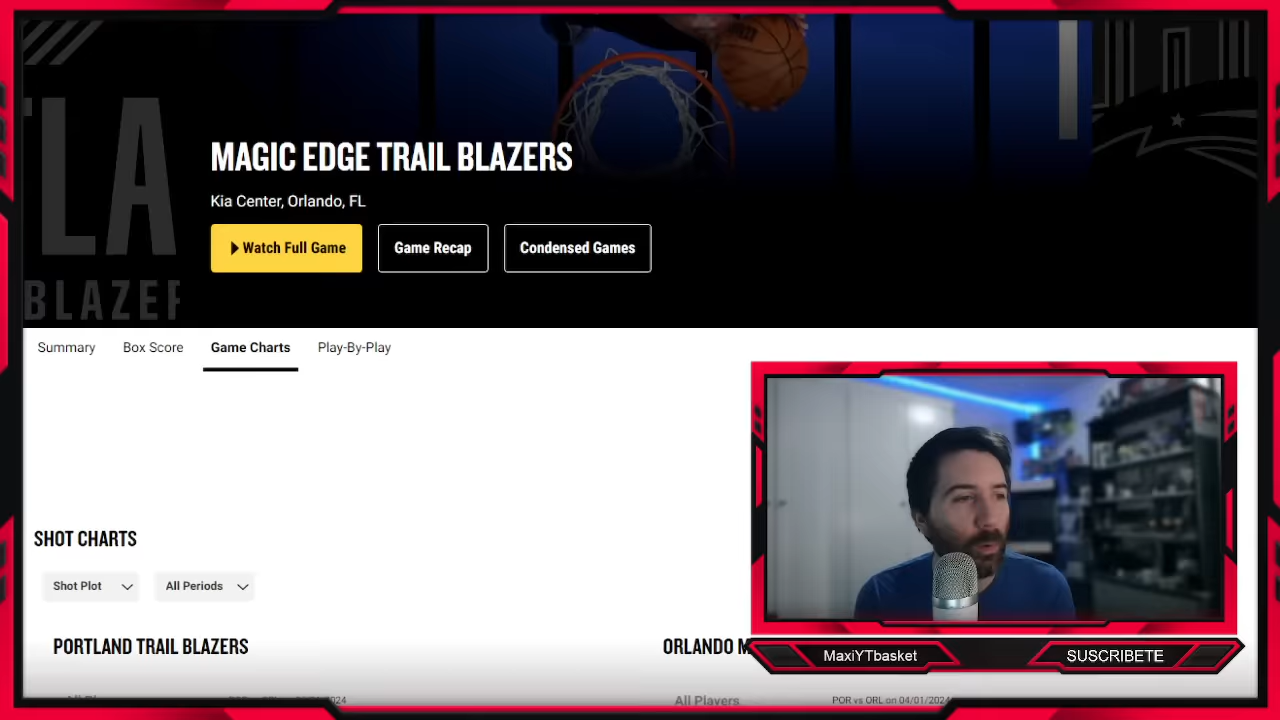 TLA
BLAZER
MAGIC EDGE TRAIL BLAZERS
Kia Center, Orlando, FL
Watch Full Game
Game Recap
Condensed Games
Summary
Box Score
Game Charts
Play-By-Play
SHOT CHARTS
Shot Plot
All Periods
PORTLAND TRAIL BLAZERS
ORLANDO M
MaxiYTbasket
SUSCRIBETE
All Players
POR vs ORL on 04/01/2024